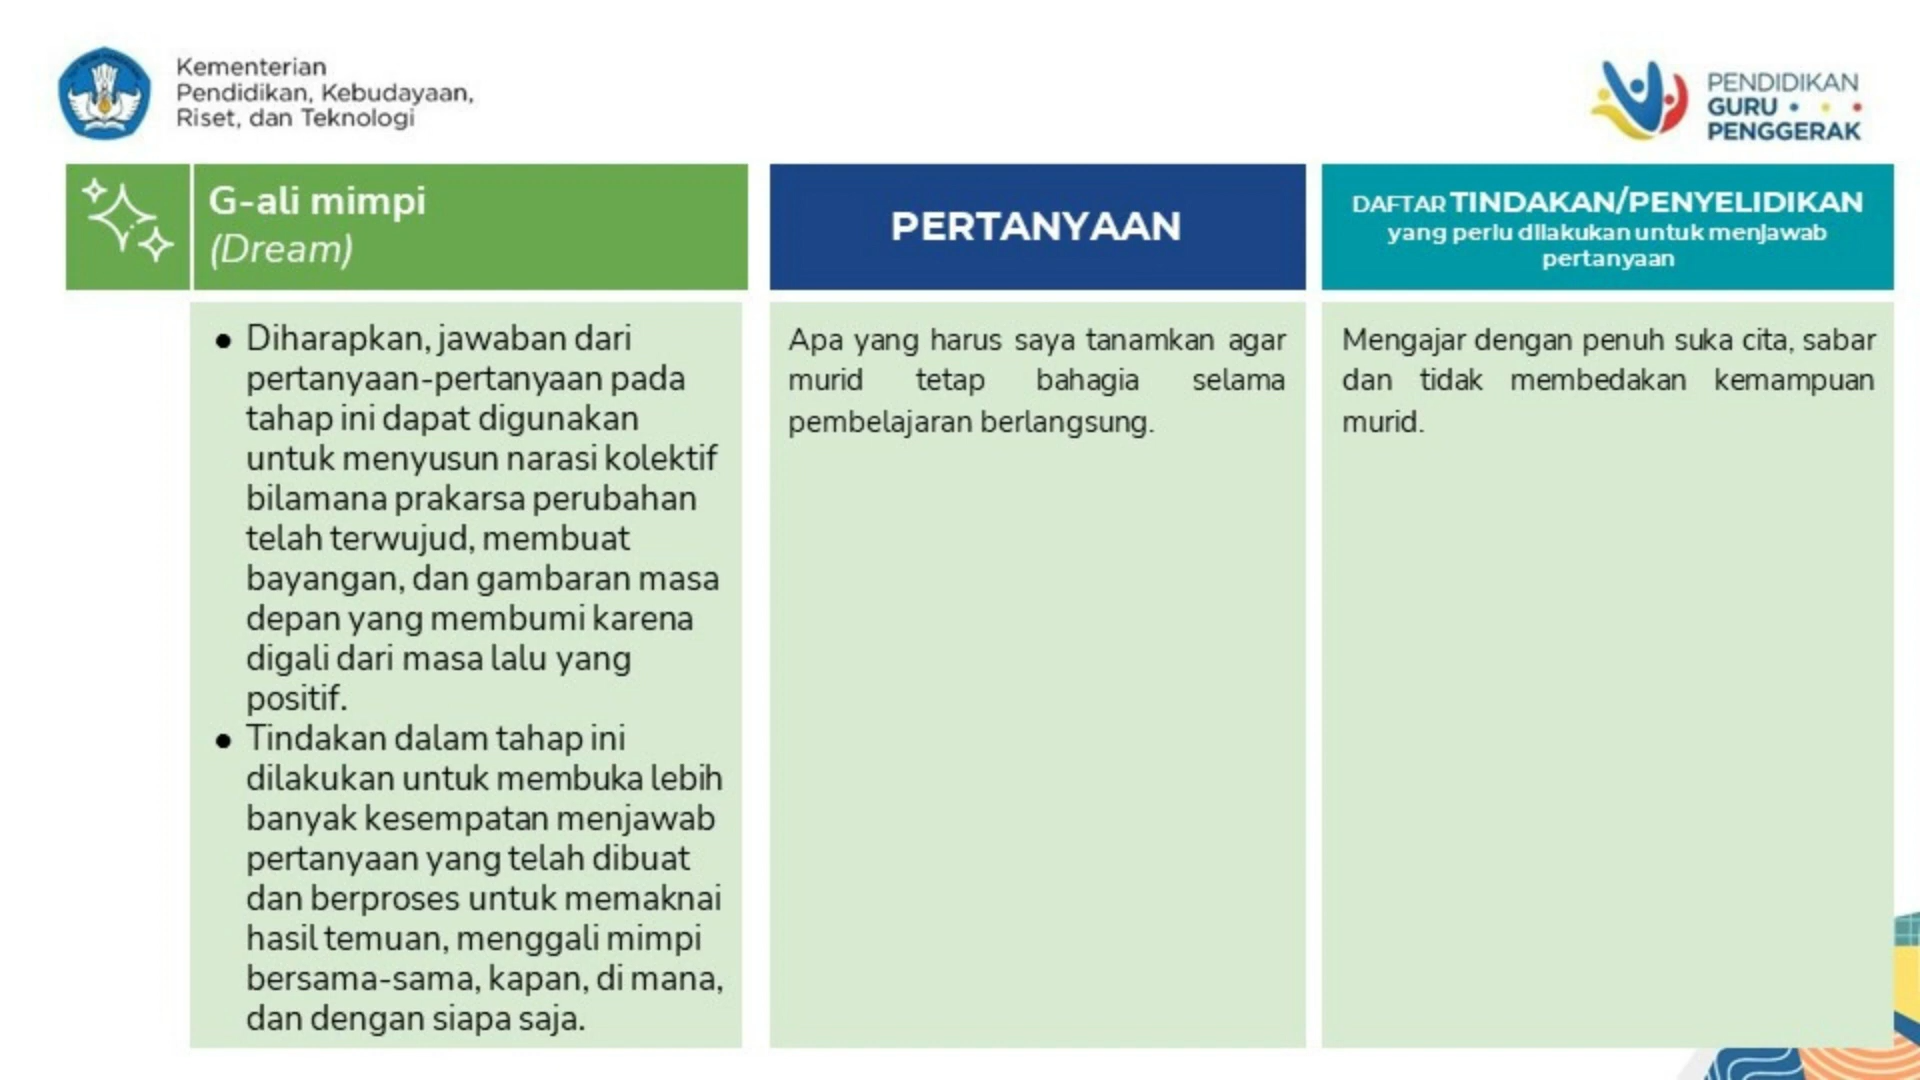 Kementerian
Pendidikan, Kebudayaan,
Riset, dan Teknologi
PENDIDIKAN
GURU
PENGGERAK
G-ali mimpi
(Dream)
PERTANYAAN
DAFTAR TINDAKAN/PENYELIDIKAN
yang perlu dilakukan untuk menjawab
pertanyaan
● Diharapkan, jawaban dari
pertanyaan-pertanyaan pada
tahap ini dapat digunakan
untuk menyusun narasi kolektif
bilamana prakarsa perubahan
telah terwujud, membuat
bayangan, dan gambaran masa
depan yang membumi karena
digali dari masa lalu yang
positif.
● Tindakan dalam tahap ini
dilakukan untuk membuka lebih
banyak kesempatan menjawab
pertanyaan yang telah dibuat
dan berproses untuk memaknai
hasil temuan, menggali mimpi
bersama-sama, kapan, di mana,
dan dengan siapa saja.
Apa yang harus saya tanamkan agar
murid tetap bahagia selama
pembelajaran berlangsung.
Mengajar dengan penuh suka cita, sabar
dan tidak membedakan kemampuan
murid.